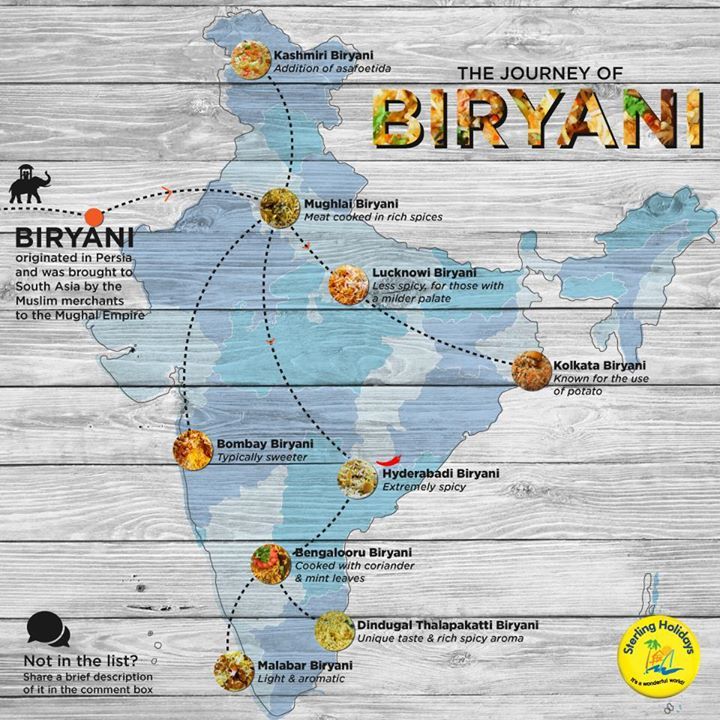 THE JOURNEY OF
BIRYANI
Kashmiri Biryani
Addition of asafoetida
Mughlai Biryani
Meat cooked in rich spices
BIRYANI
originated in Persia
and was brought to
South Asia by the
Muslim merchants
to the Mughal Empire
Lucknowi Biryani
Less spicy, for those with
a milder palate
Kolkata Biryani
Known for the use
of potato
Bombay Biryani
Typically sweeter
Hyderabadi Biryani
Extremely spicy
Bengalooru Biryani
Cooked with coriander
& mint leaves
Dindugal Thalapakatti Biryani
Unique taste & rich spicy aroma
Malabar Biryani
Light & aromatic
Not in the list?
Share a brief description
of it in the comment box
Sterling Holidays
It's a wonderful world!